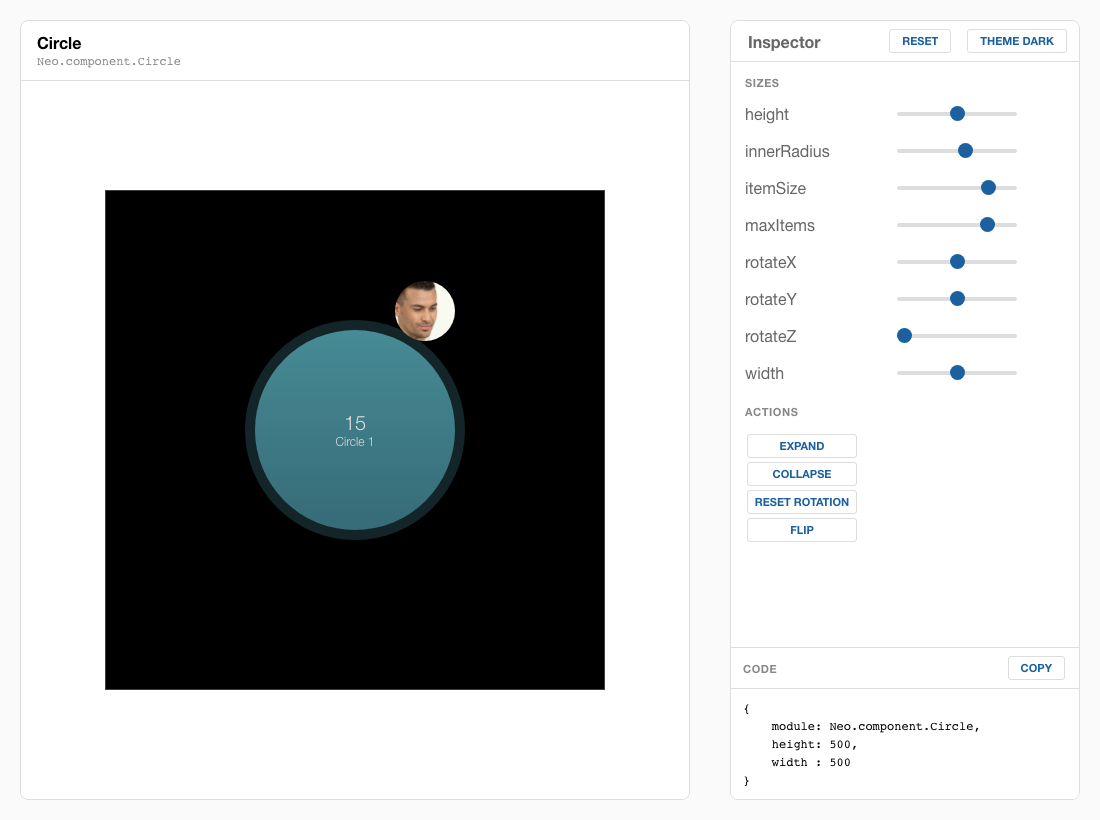 Circle
Neo.component.Circle
15
Circle 1
Inspector
RESET
THEME DARK
SIZES
height
innerRadius
itemSize
maxItems
rotateX
rotateY
rotateZ
width
ACTIONS
EXPAND
COLLAPSE
RESET ROTATION
FLIP
CODE
COPY
{
    module: Neo.component.Circle,
    height: 500,
    width : 500
}